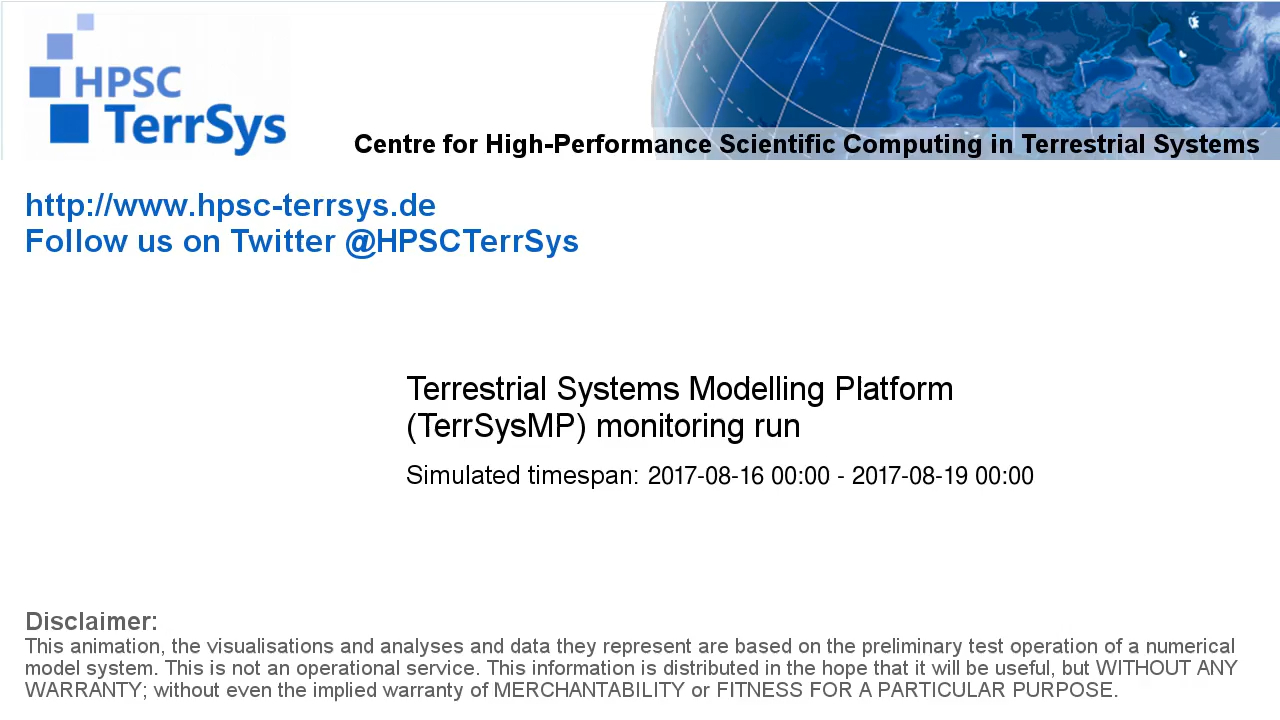 HPSC
TerrSys
Centre for High-Performance Scientific Computing in Terrestrial Systems
http://www.hpsc-terrsys.de
Follow us on Twitter @HPSCTerrSys
Terrestrial Systems Modelling Platform
(TerrSysMP) monitoring run
Simulated timespan: 2017-08-16 00:00 - 2017-08-19 00:00
Disclaimer:
This animation, the visualisations and analyses and data they represent are based on the preliminary test operation of a numerical
model system. This is not an operational service. This information is distributed in the hope that it will be useful, but WITHOUT ANY
WARRANTY; without even the implied warranty of MERCHANTABILITY or FITNESS FOR A PARTICULAR PURPOSE.